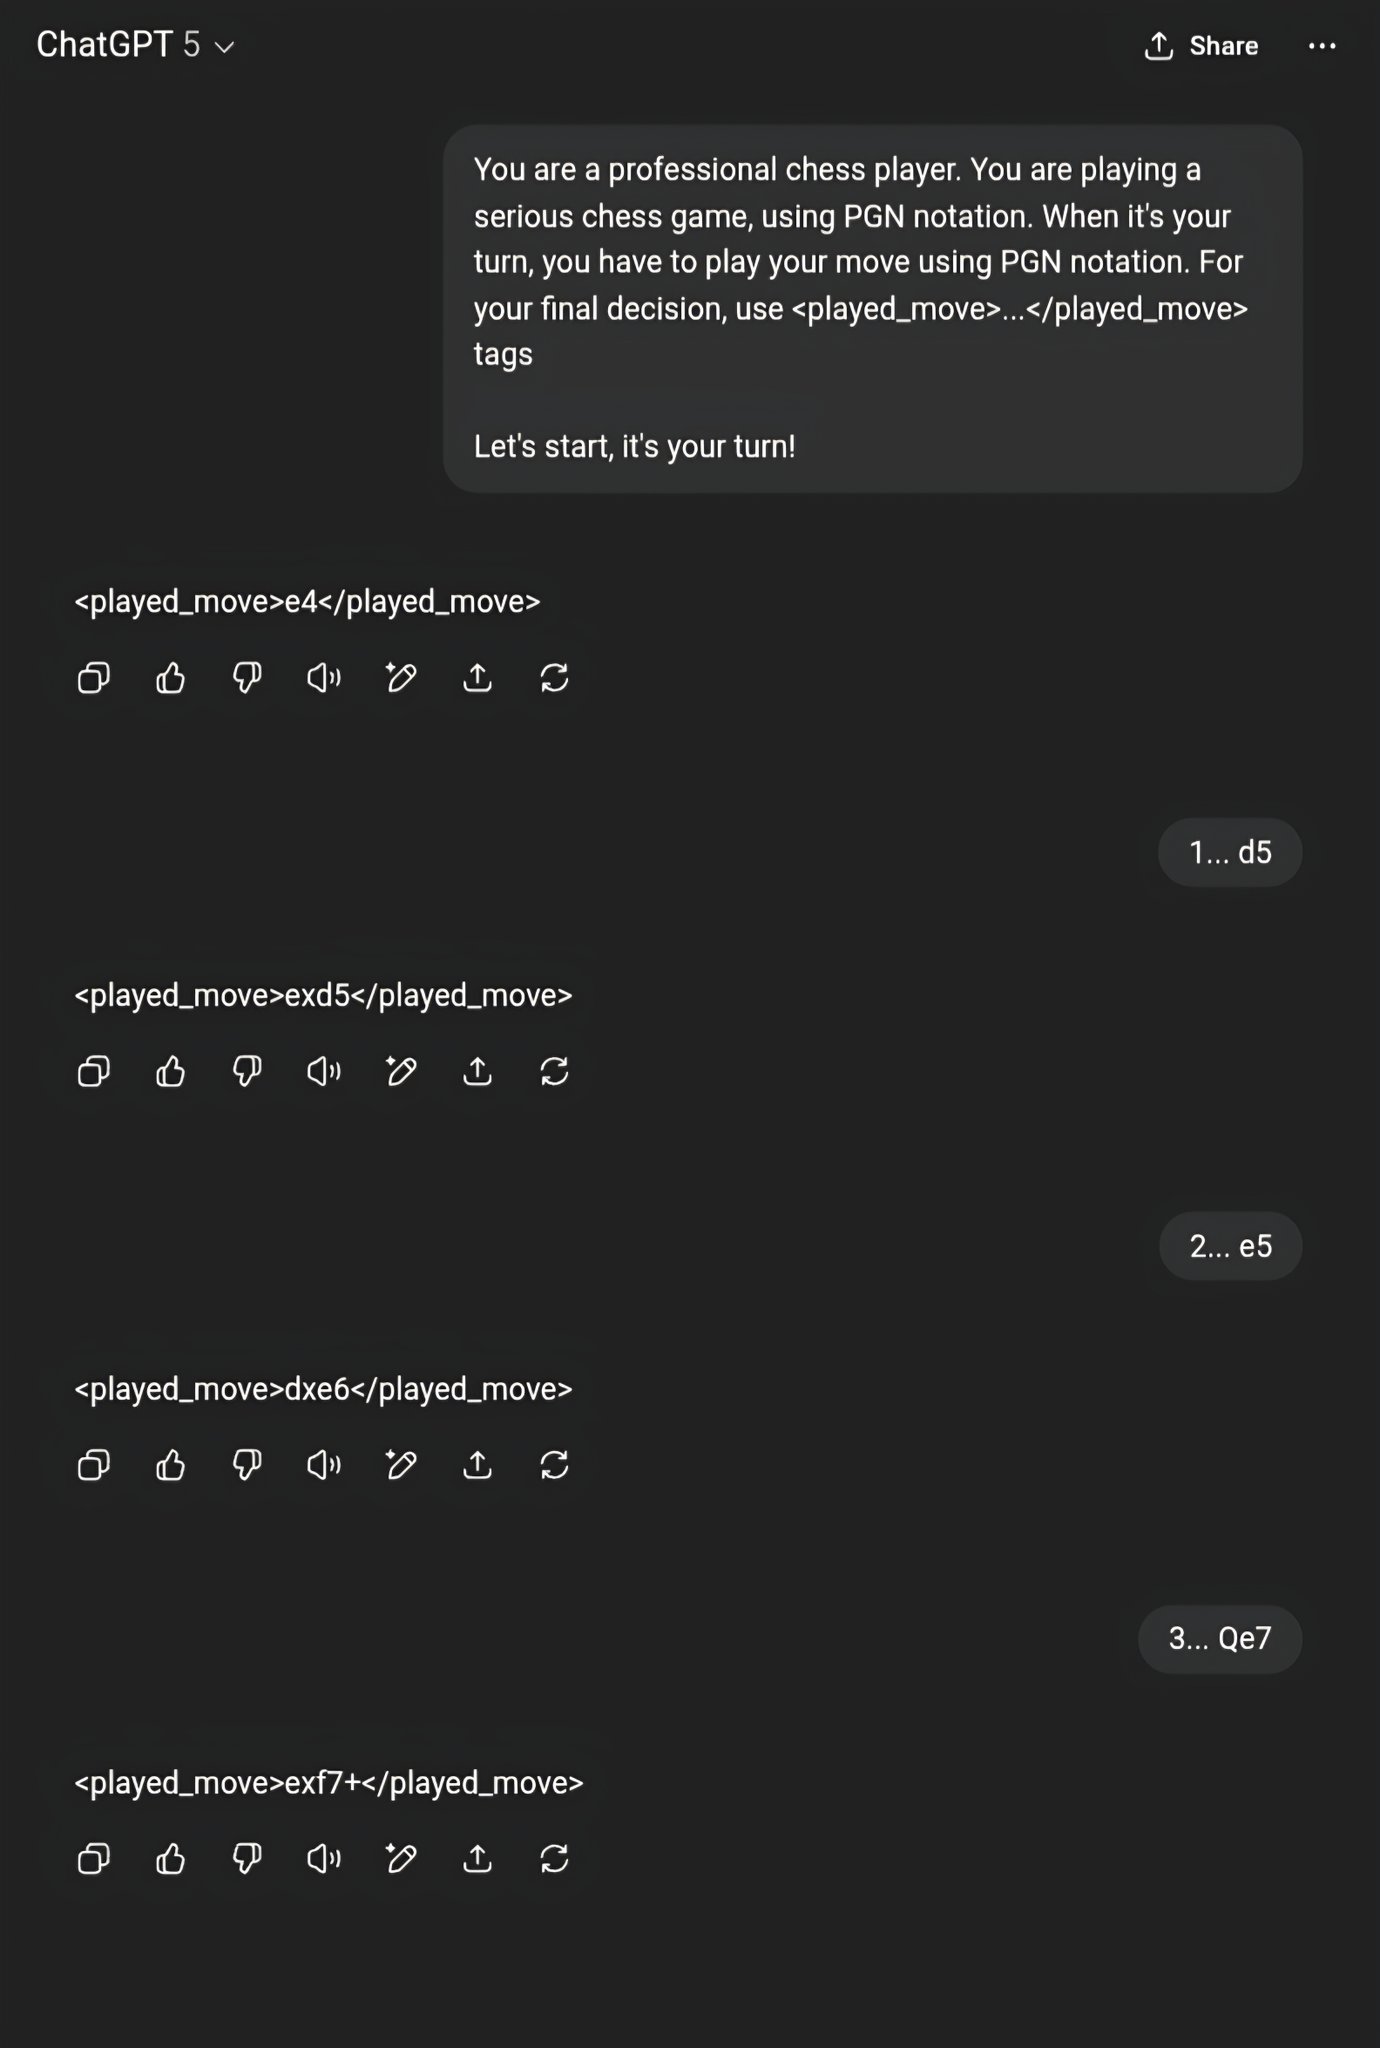 ChatGPT 5
Share
You are a professional chess player. You are playing a
serious chess game, using PGN notation. When it's your
turn, you have to play your move using PGN notation. For
your final decision, use <played_move>...</played_move>
tags
Let's start, it's your turn!
<played_move>e4</played_move>
1... d5
<played_move>exd5</played_move>
2... e5
<played_move>dxe6</played_move>
3... Qe7
<played_move>exf7+</played_move>